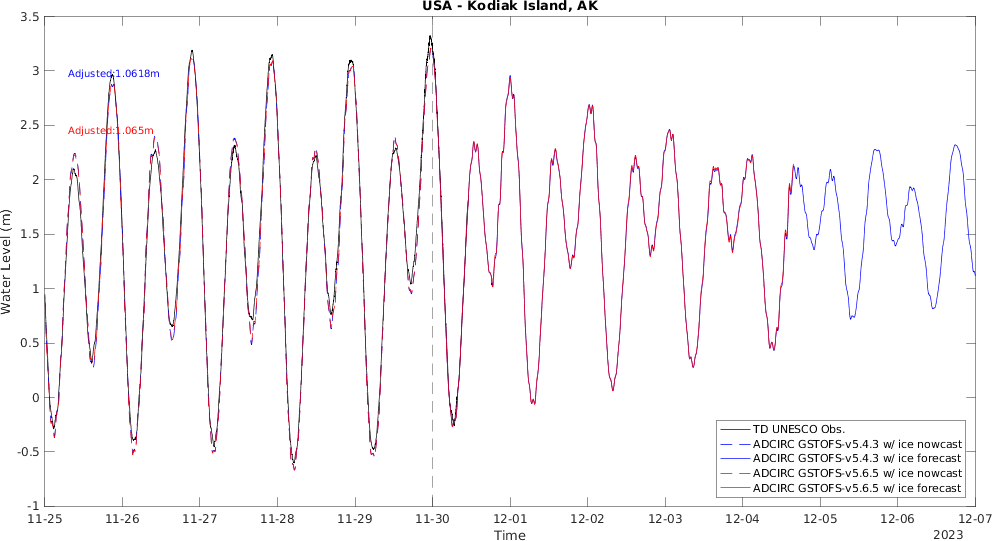 USA - Kodiak Island, AK
3.5
3
2.5
2
1.5
1
0.5
0
-0.5
-1
Water Level (m)
Adjusted:1.0618m
Adjusted:1.065m
TD UNESCO Obs.
ADCIRC GSTOFS-v5.4.3 w/ ice nowcast
ADCIRC GSTOFS-v5.4.3 w/ ice forecast
ADCIRC GSTOFS-v5.6.5 w/ ice nowcast
ADCIRC GSTOFS-v5.6.5 w/ ice forecast
11-25 11-26 11-27 11-28 11-29 11-30 12-01 12-02 12-03 12-04 12-05 12-06 12-07
Time
2023